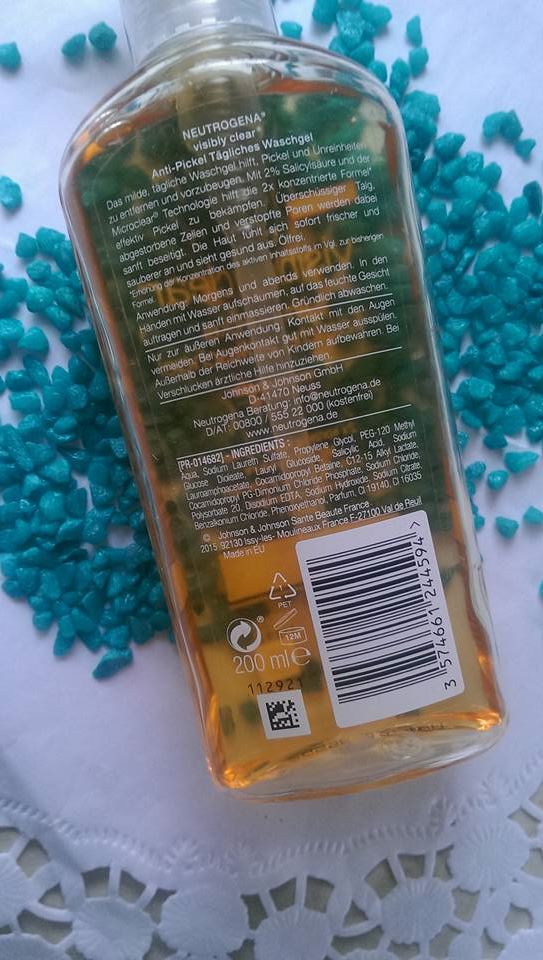 NEUTROGENA®
visibly clear®
Anti-Pickel Tägliches Waschgel
Das milde, tägliche Waschgel hilft, Pickel und Unreinheiten
zu entfernen und vorzubeugen. Mit 2% Salicylsäure und der
Microclear® Technologie hilft die 2x konzentrierte Formel*
effektiv Pickel zu bekämpfen. Überschüssiger Talg,
abgestorbene Zellen und verstopfte Poren werden dabei
sanft beseitigt. Die Haut fühlt sich sofort frischer und
sauberer an und sieht gesund aus. Ölfrei.
*Erhöhung der Konzentration des aktiven Inhaltsstoffs im Vgl. zur bisherigen
Formel.
Anwendung: Morgens und abends verwenden. In den
Händen mit Wasser aufschäumen, auf das feuchte Gesicht
auftragen und sanft einmassieren. Gründlich abwaschen.
Nur zur äußeren Anwendung. Kontakt mit den Augen
vermeiden. Bei Augenkontakt gut mit Wasser ausspülen.
Außerhalb der Reichweite von Kindern aufbewahren. Bei
Verschlucken ärztliche Hilfe hinzuziehen.
Johnson & Johnson GmbH
D-41470 Neuss
Neutrogena Beratung: info@neutrogena.de
D/AT: 00800 / 555 22 000 (kostenfrei)
www.neutrogena.de
[PR-014682] - INGREDIENTS :
Aqua, Sodium Laureth Sulfate, Propylene Glycol, PEG-120 Methyl
Glucose Dioleate, Lauryl Glucoside, Salicylic Acid, Sodium
Lauroamphoacetate, Cocamidopropyl Betaine, C12-15 Alkyl Lactate,
Cocamidopropyl PG-Dimonium Chloride Phosphate, Sodium Citrate,
Polysorbate 20, Disodium EDTA, Sodium Hydroxide, Sodium Chloride,
Benzalkonium Chloride, Phenoxyethanol, Parfum, CI 19140, CI 16035
© Johnson & Johnson Santé Beauté France
2015 92130 Issy-les- Moulineaux France F-27100 Val de Reuil
Made in EU
PET
12M
200 ml e
112921
3 574661 244594 >